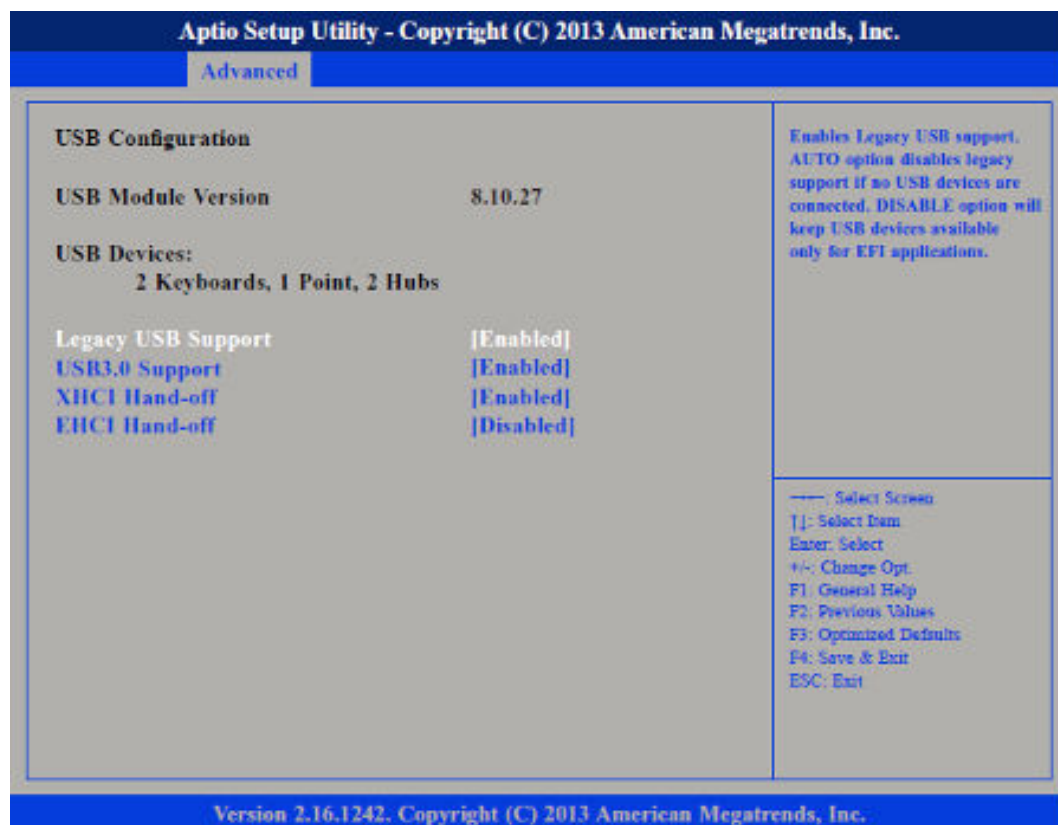 Aptio Setup Utility - Copyright (C) 2013 American Megatrends, Inc.
Advanced
USB Configuration
USB Module Version 8.10.27
USB Devices:
2 Keyboards, 1 Point, 2 Hubs
Legacy USB Support [Enabled]
USB3.0 Support [Enabled]
XHCI Hand-off [Enabled]
EHCI Hand-off [Disabled]
Enables Legacy USB support.
AUTO option disables legacy
support if no USB devices are
connected. DISABLE option will
keep USB devices available
only for EFI applications.
→←: Select Screen
↑↓: Select Item
Enter: Select
+/-: Change Opt.
F1: General Help
F2: Previous Values
F3: Optimized Defaults
F4: Save & Exit
ESC: Exit
Version 2.16.1242. Copyright (C) 2013 American Megatrends, Inc.